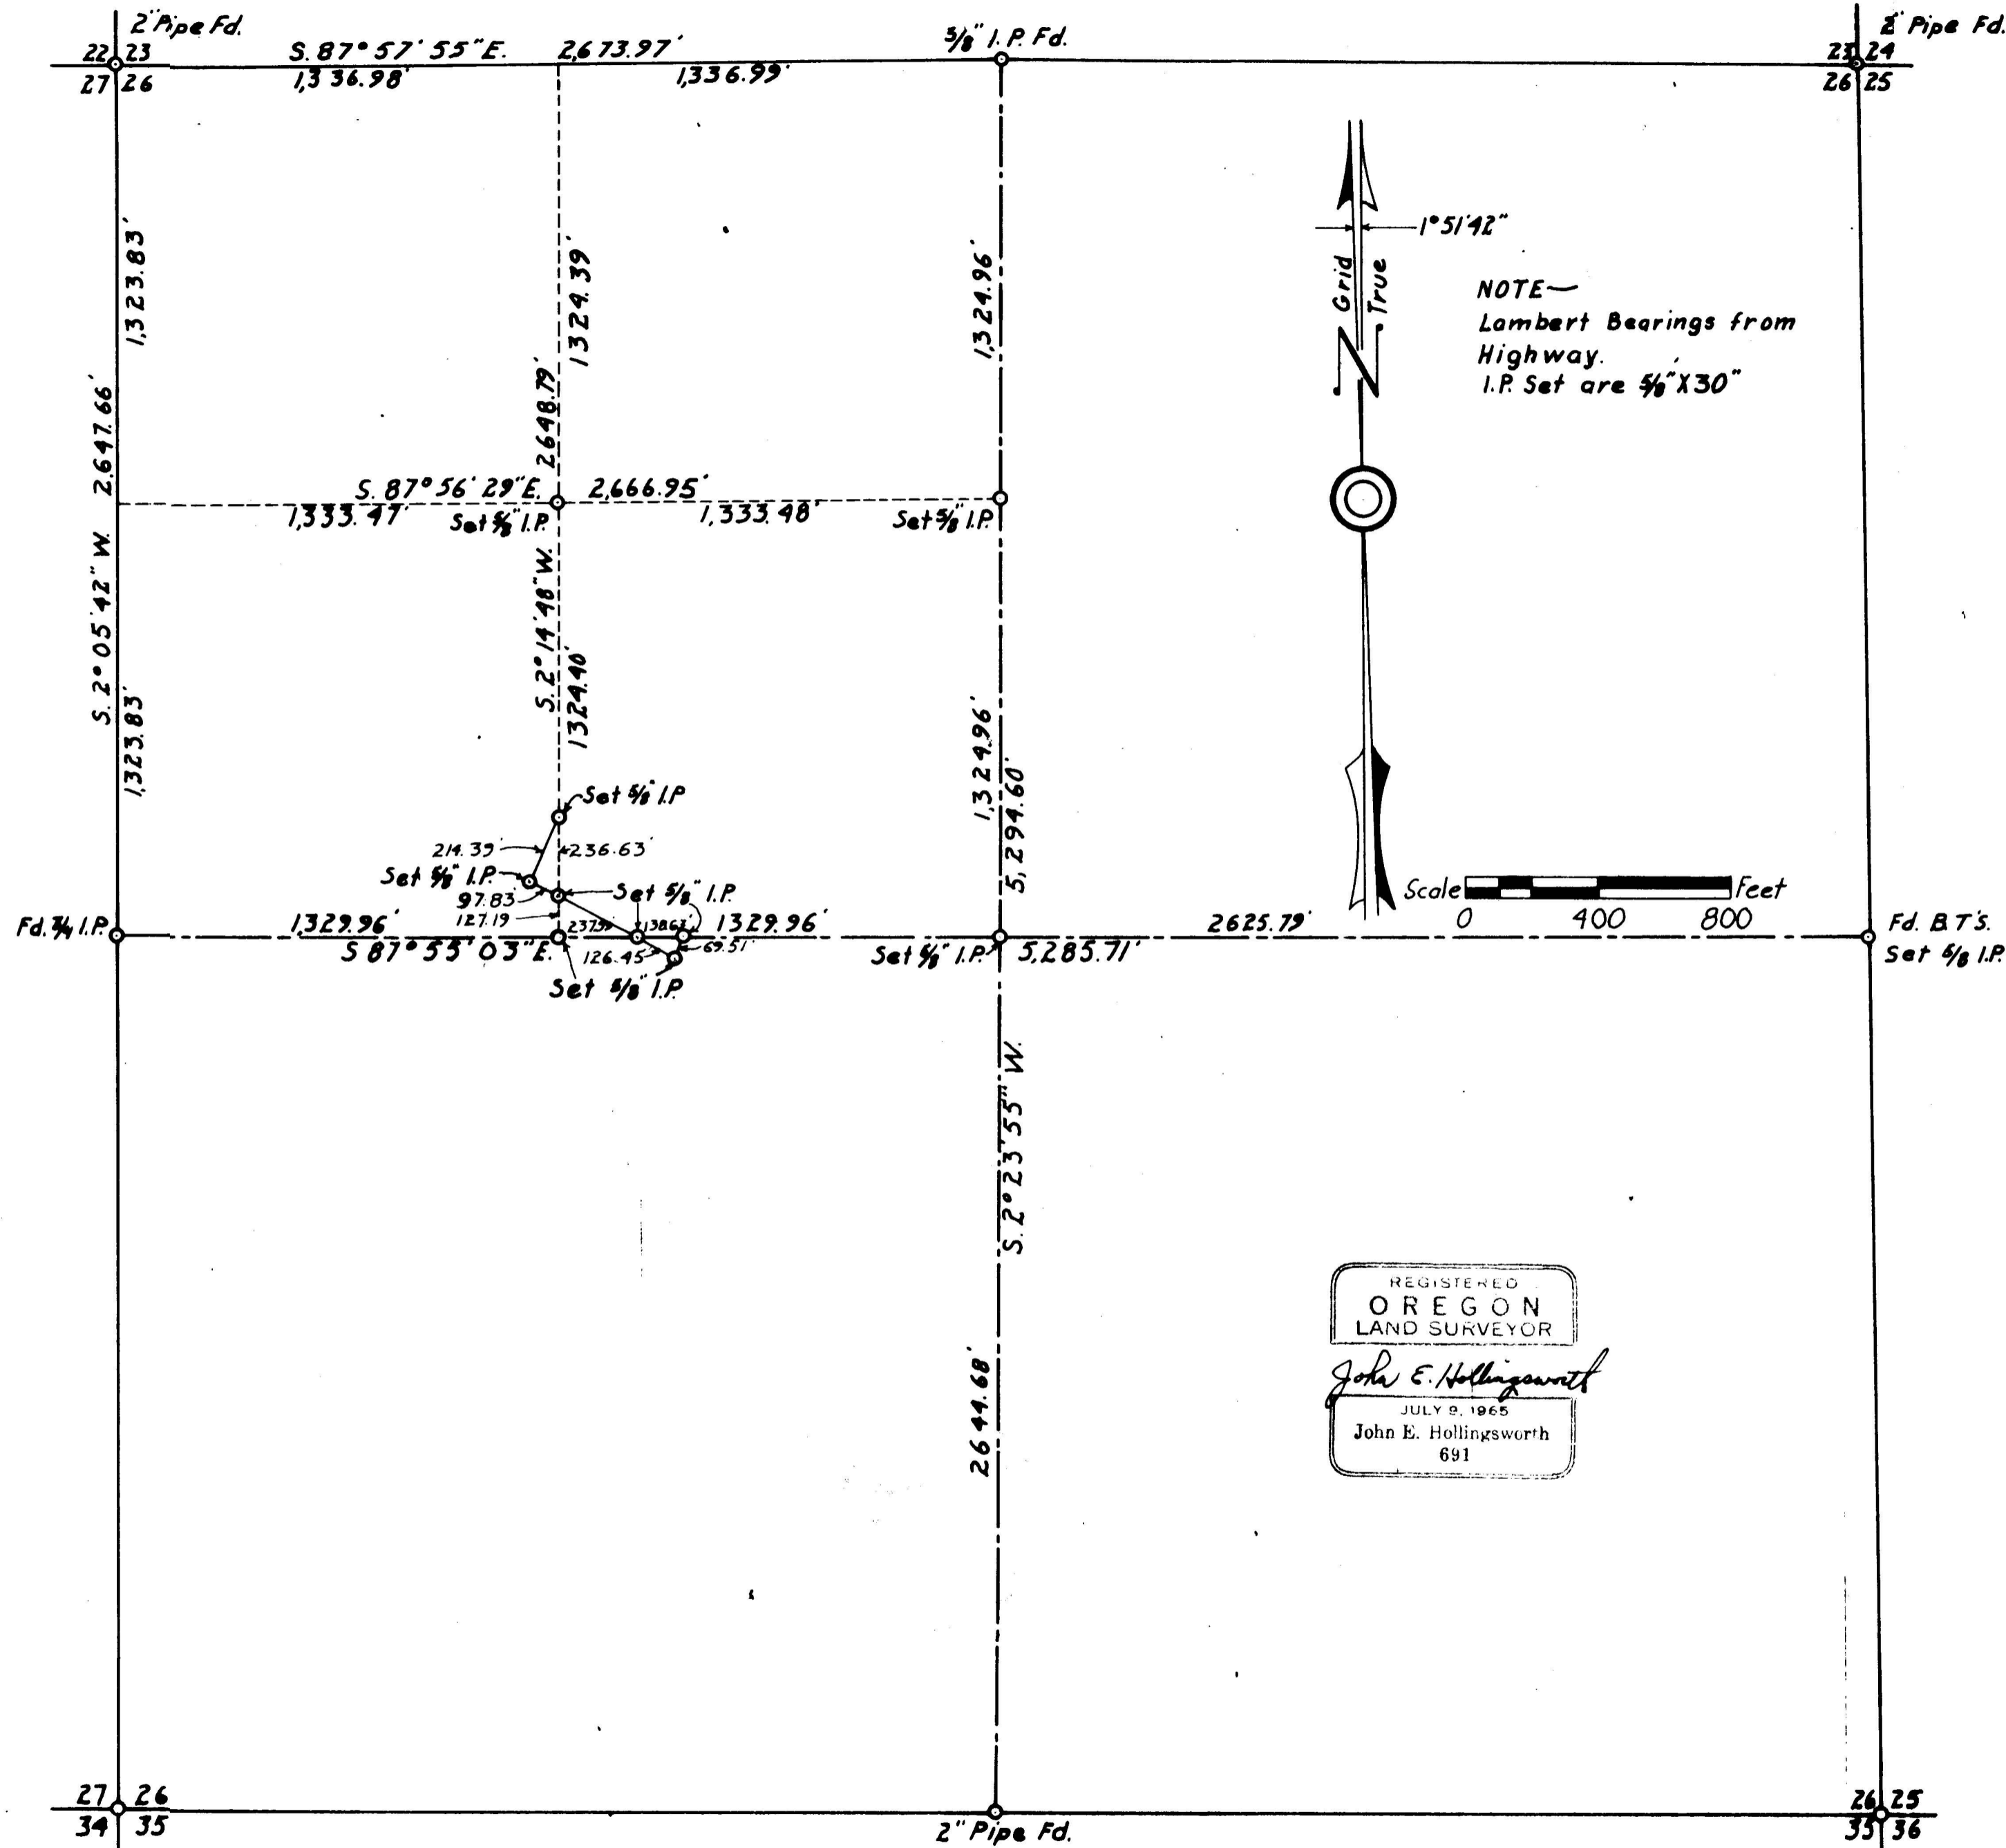 2" Pipe Fd.
22 23
27 26
S. 87° 57' 55" E. 2,673.97'
1,336.98' 1,336.99'
5/8" I.P. Fd.
2" Pipe Fd.
23 24
26 25
1,323.83'
1324.39'
1,324.96'
1°51'42"
Grid
True
N
NOTE—
Lambert Bearings from
Highway.
I.P. Set are 5/8" X 30"
S. 2° 05' 42" W. 2,647.66'
S. 2° 14' 48" W. 2648.79'
S. 87° 56' 29" E. 2,666.95'
1,333.47' 1,333.48'
Set 5/8" I.P.
Set 5/8" I.P.
1,323.83'
1324.40'
1,324.96'
5,294.60'
Set 5/8" I.P.
214.39' 236.63'
Set 5/8" I.P.
97.83' Set 5/8" I.P.
127.19
Scale Feet
0 400 800
Fd. 3/4 I.P.
1,329.96' 237.99' 138.63' 1329.96'
2625.79'
S 87° 55' 03" E. 126.45' 69.51'
Set 5/8" I.P.
Set 5/8" I.P. 5,285.71'
Fd. B.T'S.
Set 5/8 I.P.
S. 2° 23' 55" W.
2644.68'
REGISTERED
OREGON
LAND SURVEYOR
John E. Hollingsworth
JULY 9, 1965
John E. Hollingsworth
691
27 26
34 35
2" Pipe Fd.
26 25
35 36